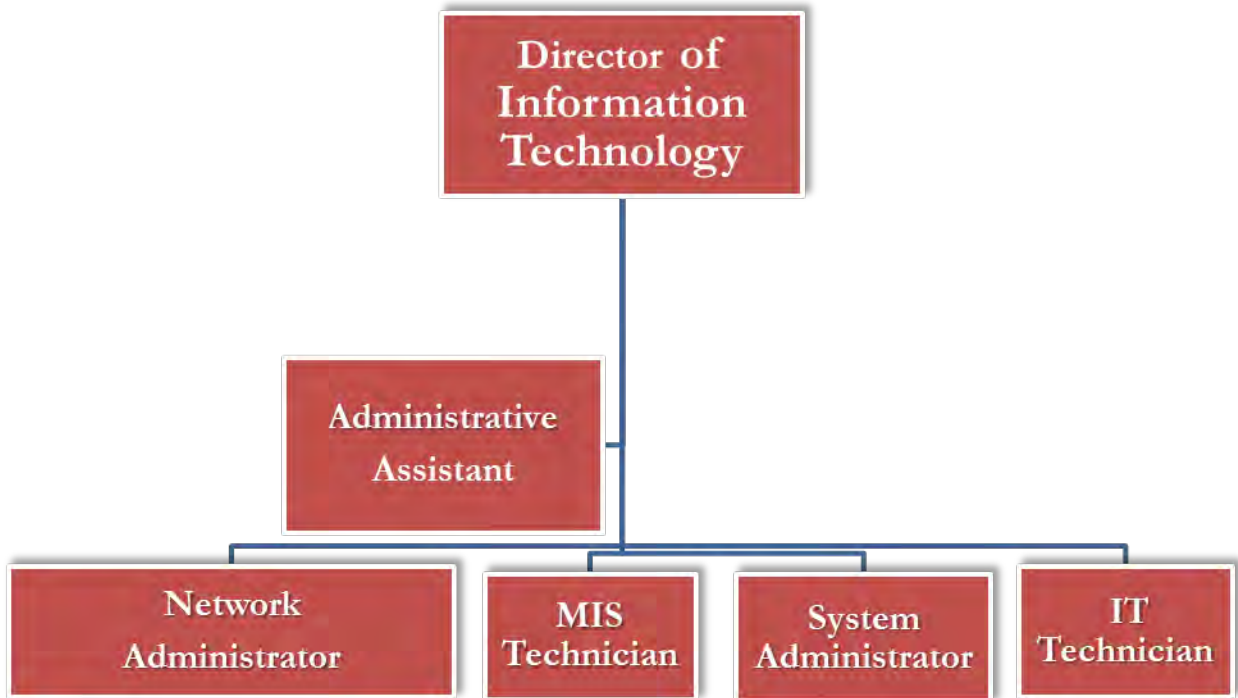 Director of
Information
Technology
Administrative
Assistant
Network
Administrator
MIS
Technician
System
Administrator
IT
Technician